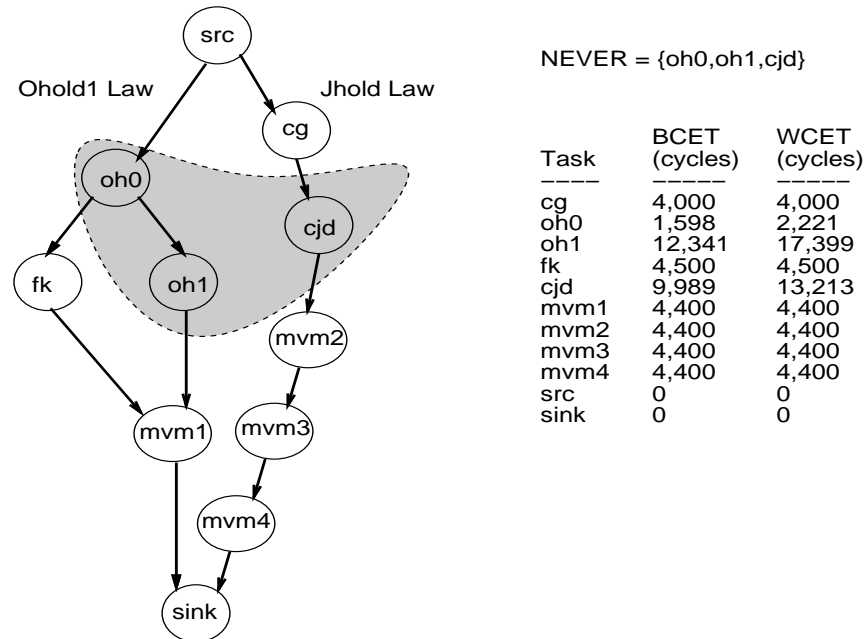 src
Ohold1 Law
Jhold Law
cg
oh0
cjd
fk
oh1
mvm2
mvm1
mvm3
mvm4
sink
NEVER = {oh0,oh1,cjd}
BCET WCET
Task (cycles) (cycles)
−−−− −−−−− −−−−−
cg 4,000 4,000
oh0 1,598 2,221
oh1 12,341 17,399
fk 4,500 4,500
cjd 9,989 13,213
mvm1 4,400 4,400
mvm2 4,400 4,400
mvm3 4,400 4,400
mvm4 4,400 4,400
src 0 0
sink 0 0